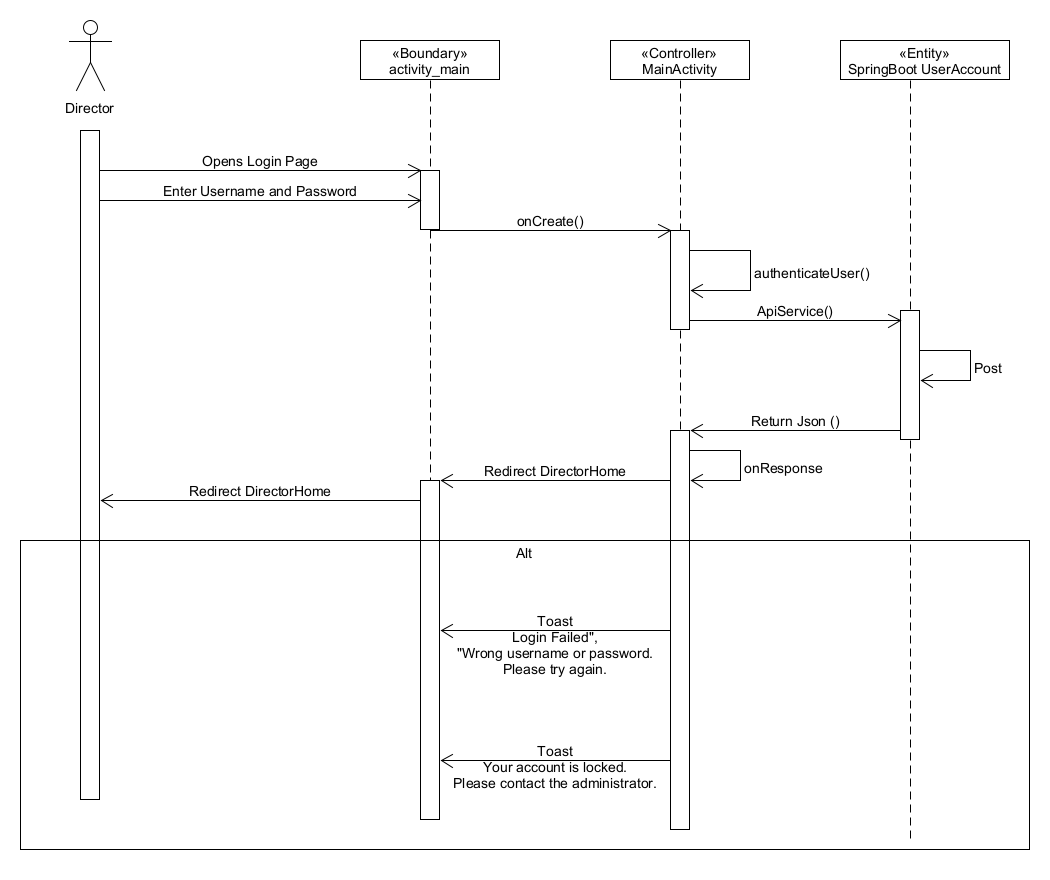 «Boundary»
activity_main
«Controller»
MainActivity
«Entity»
SpringBoot UserAccount
Director
Opens Login Page
Enter Username and Password
onCreate()
authenticateUser()
ApiService()
Post
Return Json ()
onResponse
Redirect DirectorHome
Redirect DirectorHome
Alt
Toast
Login Failed",
"Wrong username or password.
Please try again.
Toast
Your account is locked.
Please contact the administrator.